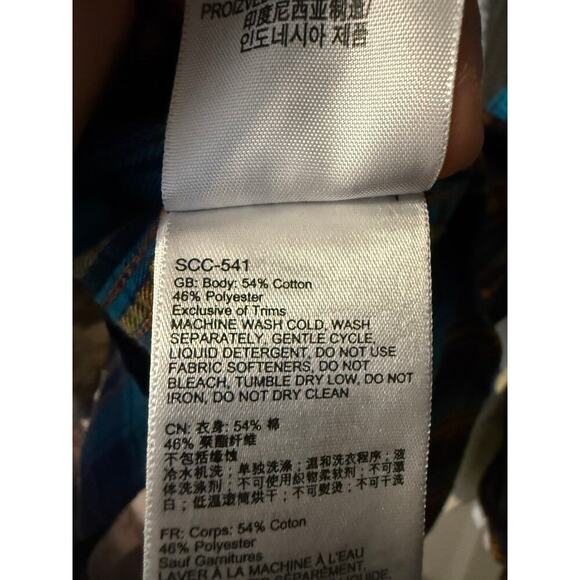 印度尼西亚制造/
인도네시아 제품
SCC-541
GB: Body: 54% Cotton
46% Polyester
Exclusive of Trims
MACHINE WASH COLD, WASH
SEPARATELY, GENTLE CYCLE,
LIQUID DETERGENT, DO NOT USE
FABRIC SOFTENERS, DO NOT
BLEACH, TUMBLE DRY LOW, DO NOT
IRON, DO NOT DRY CLEAN
CN: 衣身: 54% 棉
46% 聚酯纤维
不包括缘蚀
冷水机洗；单独洗涤；温和洗衣程序；液
体洗涤剂；不可使用织物柔软剂；不可漂
白；低温滚筒烘干；不可熨烫；不可干洗
FR: Corps: 54% Coton
46% Polyester
Sauf Garnitures
LAVER À LA MACHINE À L'EAU
SÉPARÉMENT,